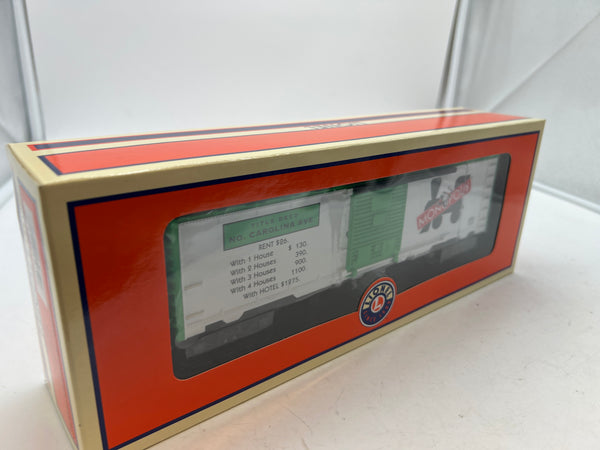 TITLE DEED
NO. CAROLINA AVE.
RENT $26.
With 1 House $ 130.
With 2 Houses 390.
With 3 Houses 900.
With 4 Houses 1100.
With HOTEL $1275.
MONOPOLY
LIONEL
L